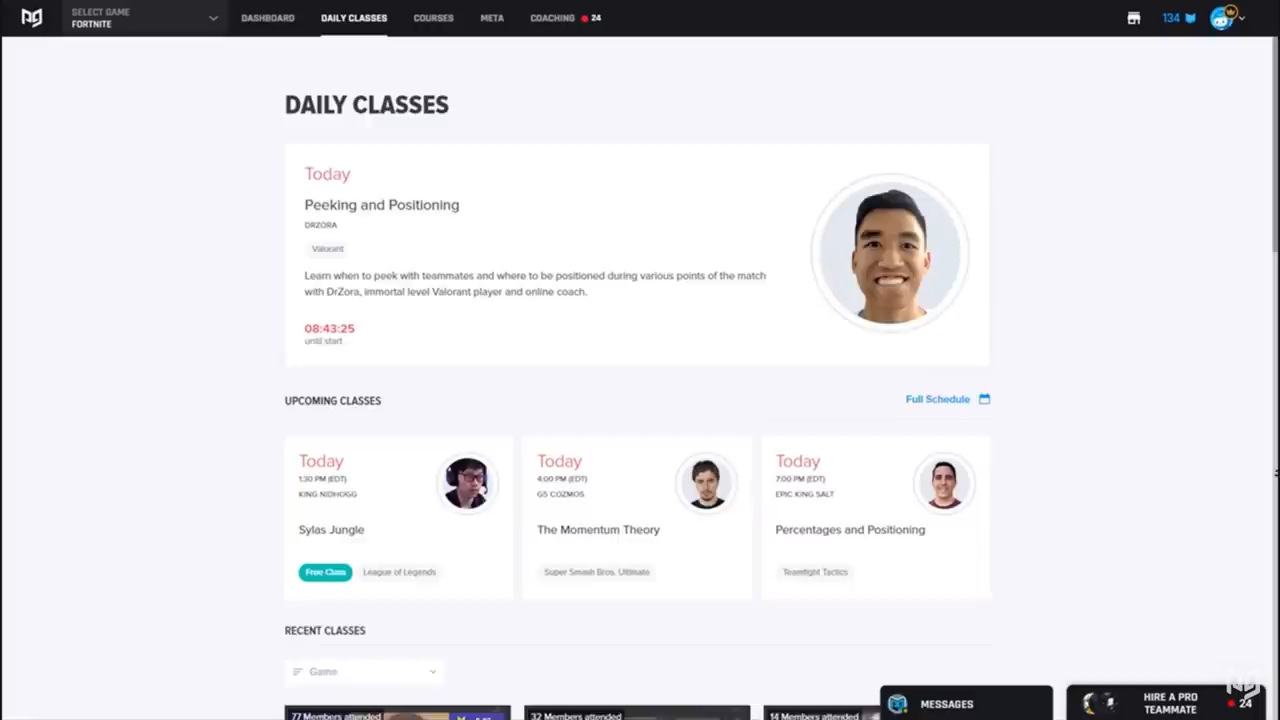 SELECT GAME
FORTNITE
DASHBOARD
DAILY CLASSES
COURSES
META
COACHING
24
134
DAILY CLASSES
Today
Peeking and Positioning
DRZORA
Valorant
Learn when to peek with teammates and where to be positioned during various points of the match
with DrZora, immortal level Valorant player and online coach.
08:43:25
until start
UPCOMING CLASSES
Full Schedule
Today
1:30 PM (EDT)
KING NIDHOGG
Sylas Jungle
Free Class
League of Legends
Today
4:00 PM (EDT)
G5 COZMOS
The Momentum Theory
Super Smash Bros. Ultimate
Today
7:00 PM (EDT)
EPIC KING SALT
Percentages and Positioning
Teamfight Tactics
RECENT CLASSES
Game
77 Members attended
32 Members attended
14 Members attended
MESSAGES
HIRE A PRO
TEAMMATE
24